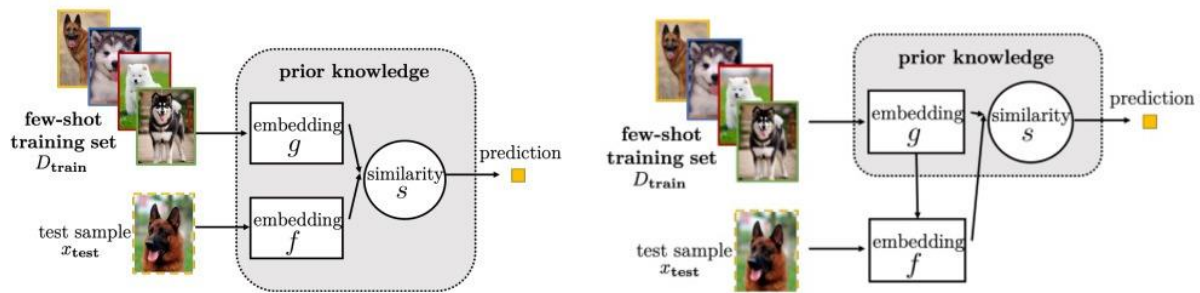 prior knowledge
few-shot
training set
D_train
embedding
g
similarity
s
prediction
test sample
x_test
embedding
f
prior knowledge
few-shot
training set
D_train
embedding
g
similarity
s
prediction
test sample
x_test
embedding
f